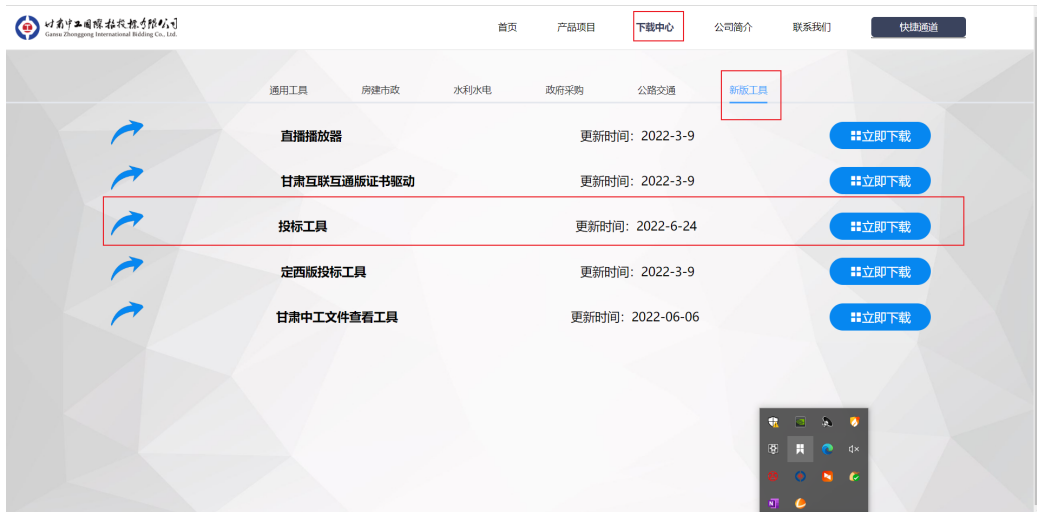 甘肃中工国际招投标有限公司
Gansu Zhonggong International Bidding Co., Ltd.
首页 产品项目 下载中心 公司简介 联系我们 快捷通道
通用工具 房建市政 水利水电 政府采购 公路交通 新版工具
直播播放器 更新时间：2022-3-9 立即下载
甘肃互联互通版证书驱动 更新时间：2022-3-9 立即下载
投标工具 更新时间：2022-6-24 立即下载
定西版投标工具 更新时间：2022-3-9 立即下载
甘肃中工文件查看工具 更新时间：2022-06-06 立即下载